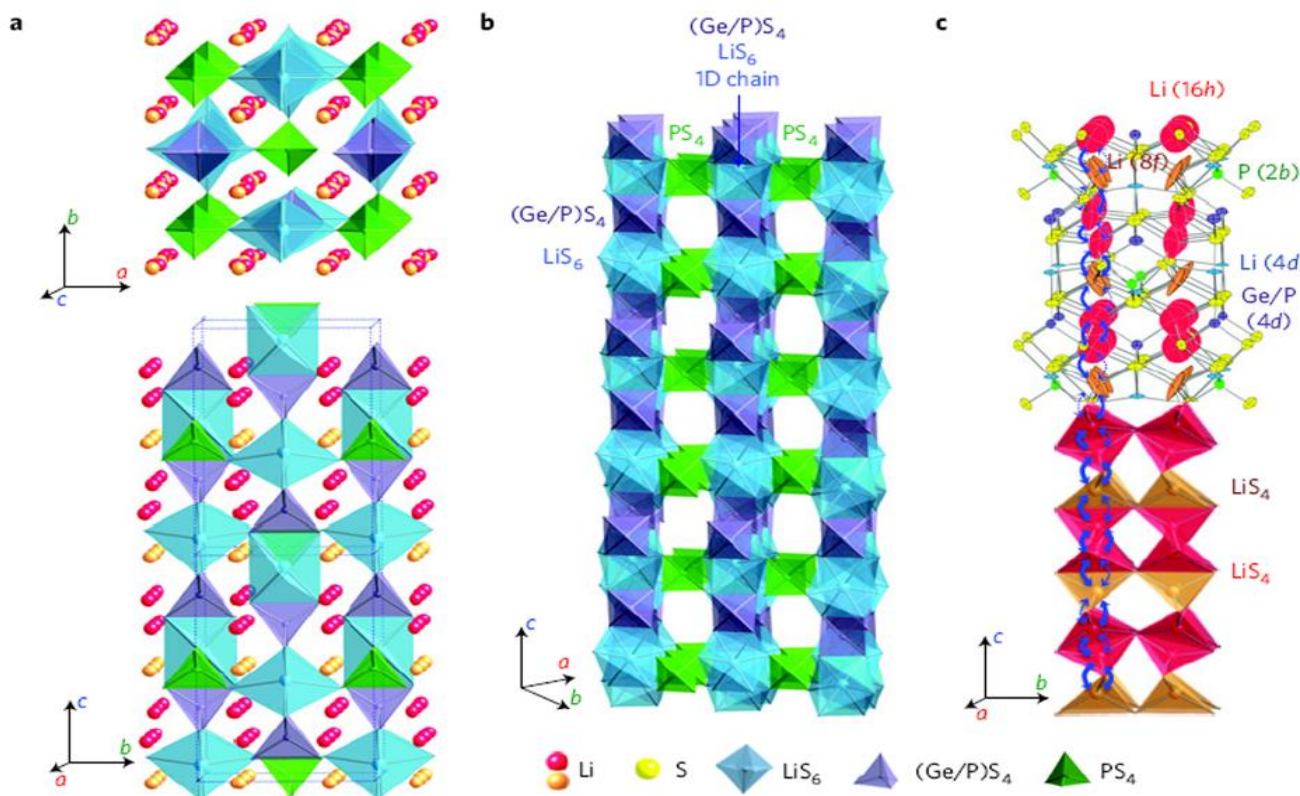 a
b
a
c
c
b
a
b
(Ge/P)S₄
LiS₆
1D chain
PS₄ PS₄
(Ge/P)S₄
LiS₆
c
a
b
c
Li (16h)
Li (8f)
P (2b)
Li (4d
Ge/P
(4d)
LiS₄
LiS₄
c
b
a
Li S LiS₆ (Ge/P)S₄ PS₄